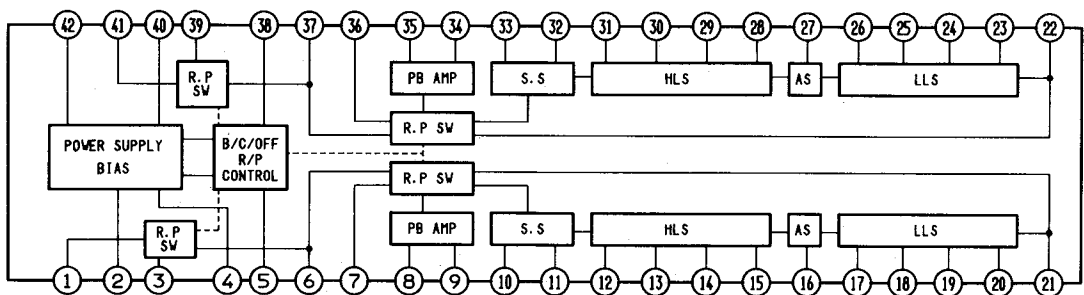 42 41 40 39 38 37 36 35 34 33 32 31 30 29 28 27 26 25 24 23 22
R.P
SW
PB AMP
S.S
HLS
AS
LLS
R.P SW
POWER SUPPLY
BIAS
B/C/OFF
R/P
CONTROL
R.P SW
R.P
SW
PB AMP
S.S
HLS
AS
LLS
1 2 3 4 5 6 7 8 9 10 11 12 13 14 15 16 17 18 19 20 21